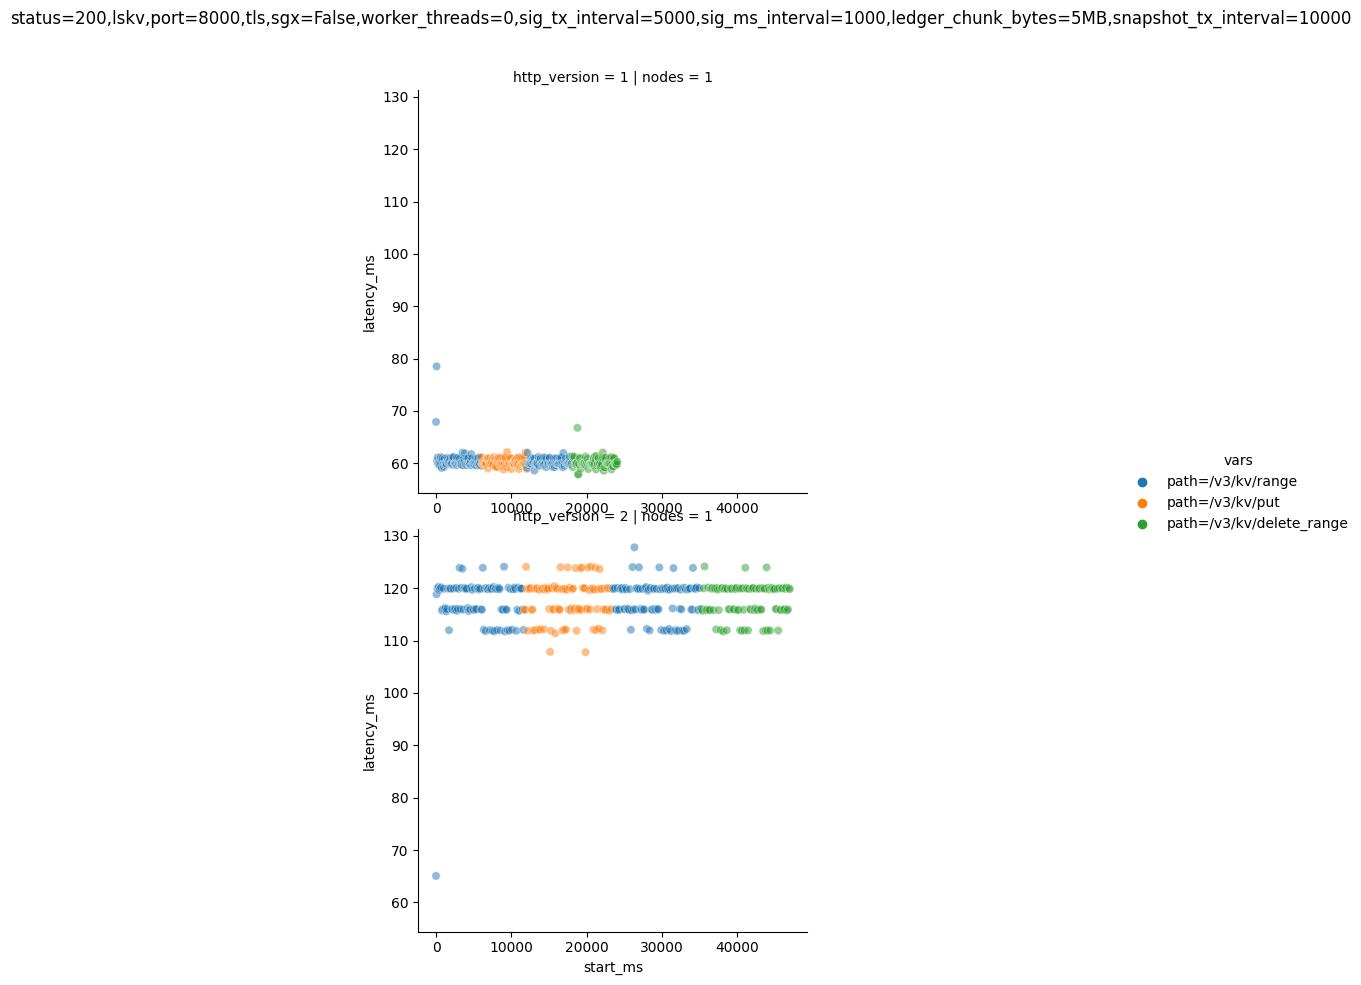 status=200,lskv,port=8000,tls,sgx=False,worker_threads=0,sig_tx_interval=5000,sig_ms_interval=1000,ledger_chunk_bytes=5MB,snapshot_tx_interval=10000
http_version = 1 | nodes = 1
130
120
110
100
90
80
70
60
latency_ms
0 10000 20000 30000 40000
http_version = 2 | nodes = 1
130
120
110
100
90
80
70
60
latency_ms
0 10000 20000 30000 40000
start_ms
vars
path=/v3/kv/range
path=/v3/kv/put
path=/v3/kv/delete_range